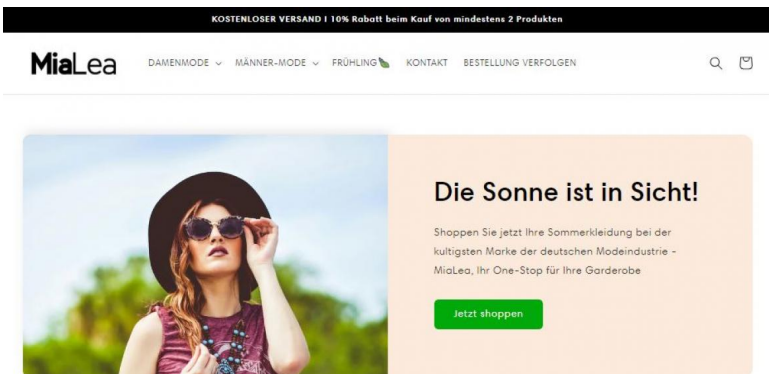 KOSTENLOSER VERSAND I 10% Rabatt beim Kauf von mindestens 2 Produkten
MiaLea
DAMENMODE
MÄNNER-MODE
FRÜHLING
KONTAKT
BESTELLUNG VERFOLGEN
Die Sonne ist in Sicht!
Shoppen Sie jetzt Ihre Sommerkleidung bei der
kultigsten Marke der deutschen Modeindustrie -
MiaLea, Ihr One-Stop für Ihre Garderobe
Jetzt shoppen